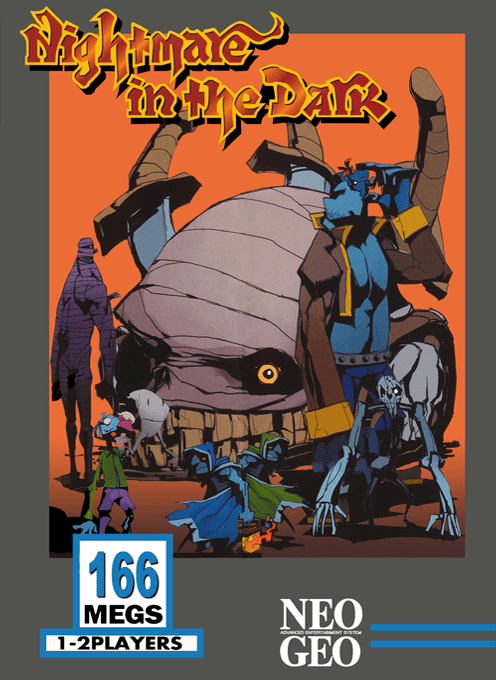 Nightmare
in the Dark
166
MEGS
1-2PLAYERS
NEO
ADVANCED ENTERTAINMENT SYSTEM
GEO